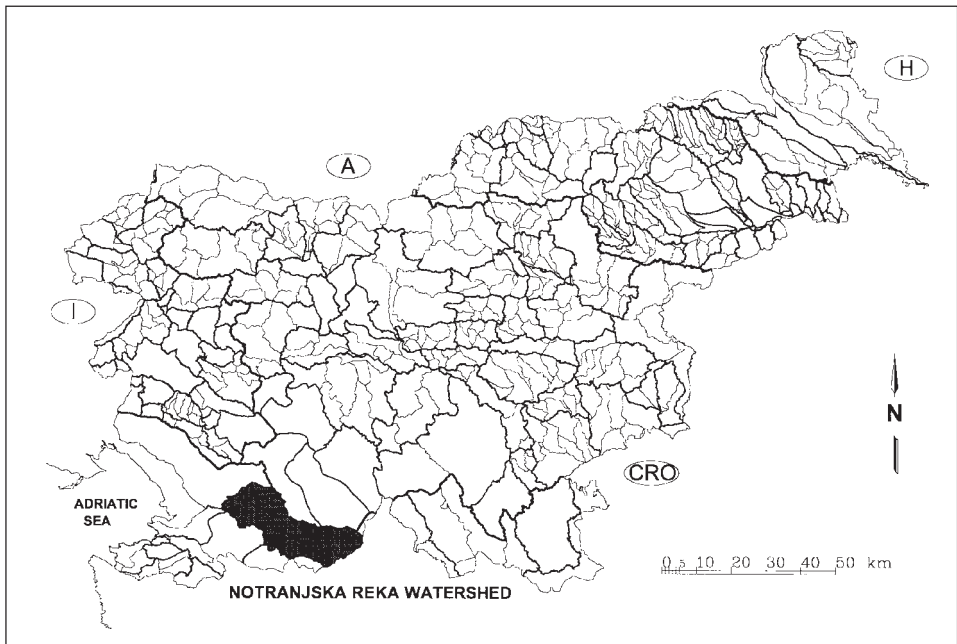 H
A
I
CRO
N
ADRIATIC
SEA
0 5 10 20 30 40 50 km
NOTRANJSKA REKA WATERSHED